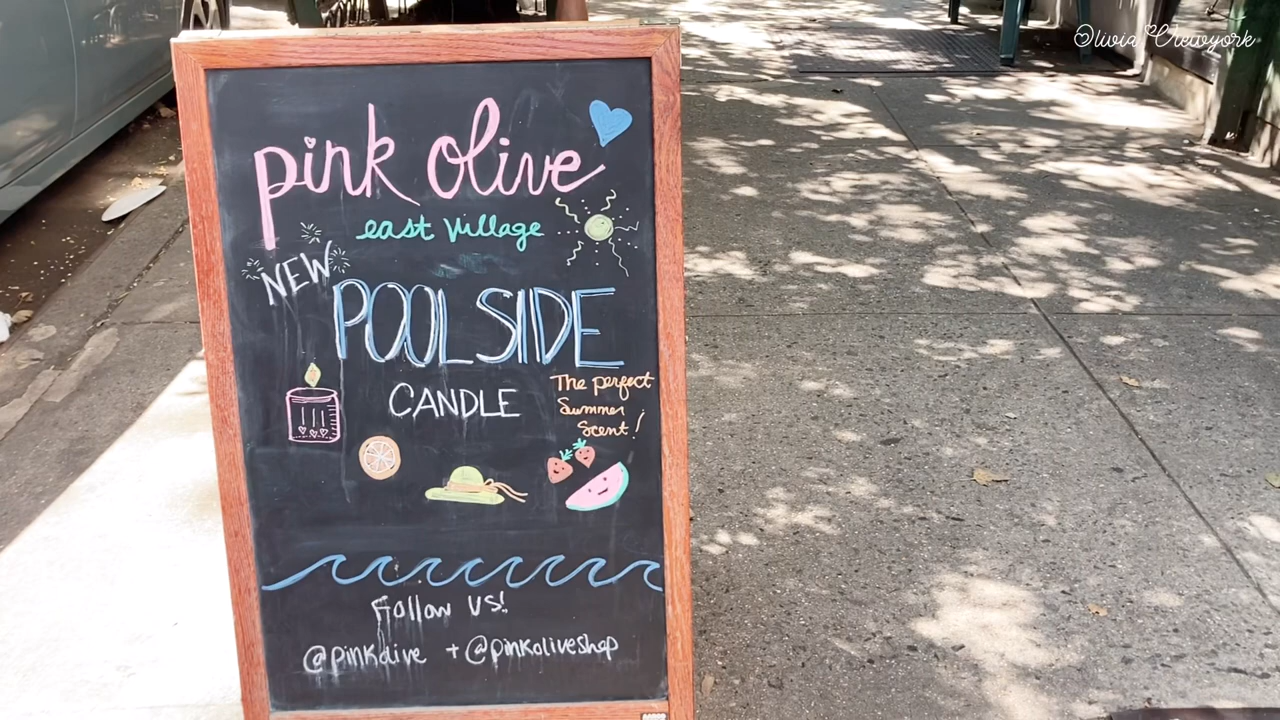 Olivia Newyork
pink olive
east village
NEW
POOLSIDE
CANDLE
The perfect
Summer
Scent!
Follow US!
@pinkolive + @pinkoliveshop